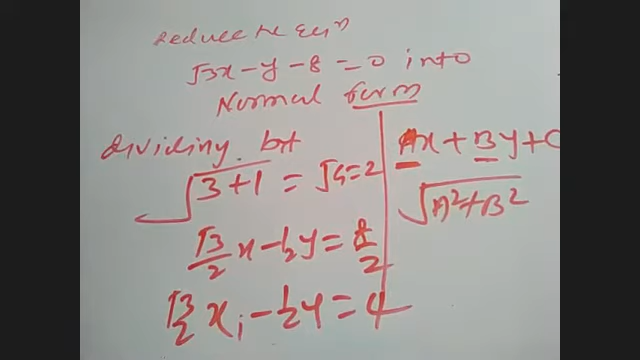 Reduce the eqn
√3x - y - 8 = 0 into
Normal form
dividing by
√3+1 = √4 = 2
√3/2 x - 1/2 y = 8/2
√3/2 x, - 1/2 y = 4
Ax + By + C
√A²+B²